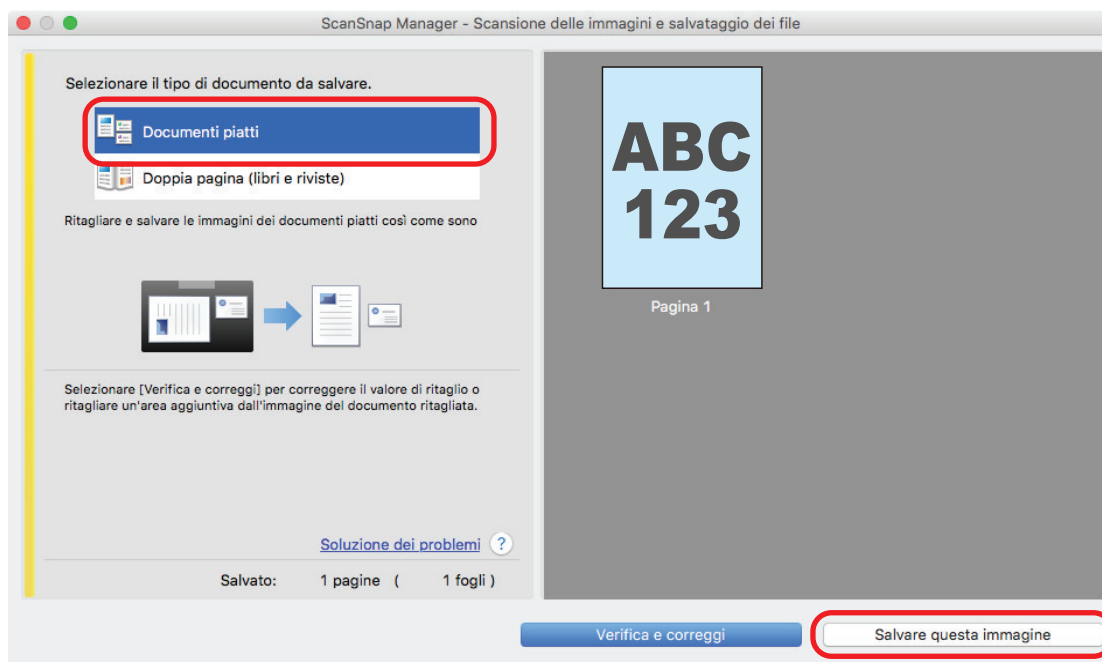 ScanSnap Manager - Scansione delle immagini e salvataggio dei file
Selezionare il tipo di documento da salvare.
Documenti piatti
Doppia pagina (libri e riviste)
Ritagliare e salvare le immagini dei documenti piatti così come sono
Selezionare [Verifica e correggi] per correggere il valore di ritaglio o
ritagliare un'area aggiuntiva dall'immagine del documento ritagliata.
Soluzione dei problemi ?
Salvato: 1 pagine ( 1 fogli )
ABC
123
Pagina 1
Verifica e correggi
Salvare questa immagine